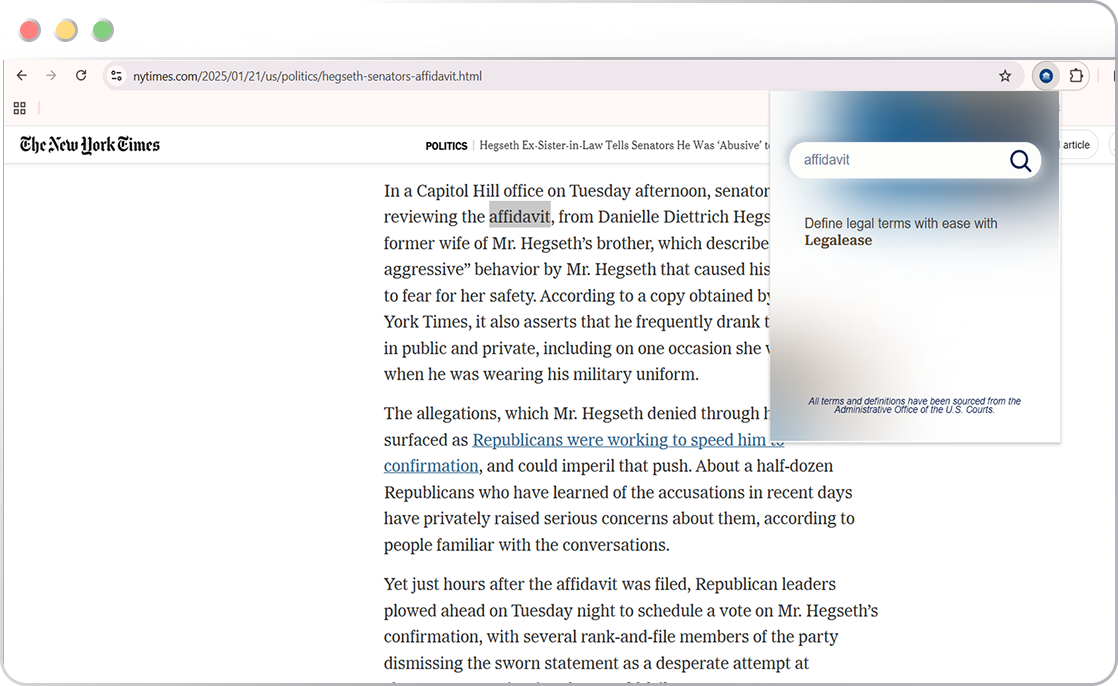 nytimes.com/2025/01/21/us/politics/hegseth-senators-affidavit.html
The New York Times
POLITICS
Hegseth Ex-Sister-in-Law Tells Senators He Was ‘Abusive’ to
article
In a Capitol Hill office on Tuesday afternoon, senator
reviewing the affidavit, from Danielle Diettrich Hegs
former wife of Mr. Hegseth’s brother, which describe
aggressive” behavior by Mr. Hegseth that caused his
to fear for her safety. According to a copy obtained by
York Times, it also asserts that he frequently drank t
in public and private, including on one occasion she w
when he was wearing his military uniform.
The allegations, which Mr. Hegseth denied through h
surfaced as Republicans were working to speed him to
confirmation, and could imperil that push. About a half-dozen
Republicans who have learned of the accusations in recent days
have privately raised serious concerns about them, according to
people familiar with the conversations.
Yet just hours after the affidavit was filed, Republican leaders
plowed ahead on Tuesday night to schedule a vote on Mr. Hegseth’s
confirmation, with several rank-and-file members of the party
dismissing the sworn statement as a desperate attempt at
affidavit
Define legal terms with ease with
Legalease
All terms and definitions have been sourced from the
Administrative Office of the U.S. Courts.